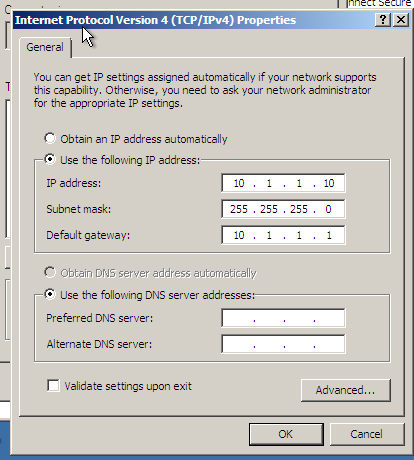 nnect Secure
Internet Protocol Version 4 (TCP/IPv4) Properties
General
You can get IP settings assigned automatically if your network supports
this capability. Otherwise, you need to ask your network administrator
for the appropriate IP settings.
Obtain an IP address automatically
Use the following IP address:
IP address: 10 . 1 . 1 . 10
Subnet mask: 255 . 255 . 255 . 0
Default gateway: 10 . 1 . 1 . 1
Obtain DNS server address automatically
Use the following DNS server addresses:
Preferred DNS server: . . .
Alternate DNS server: . . .
Validate settings upon exit
Advanced...
OK Cancel